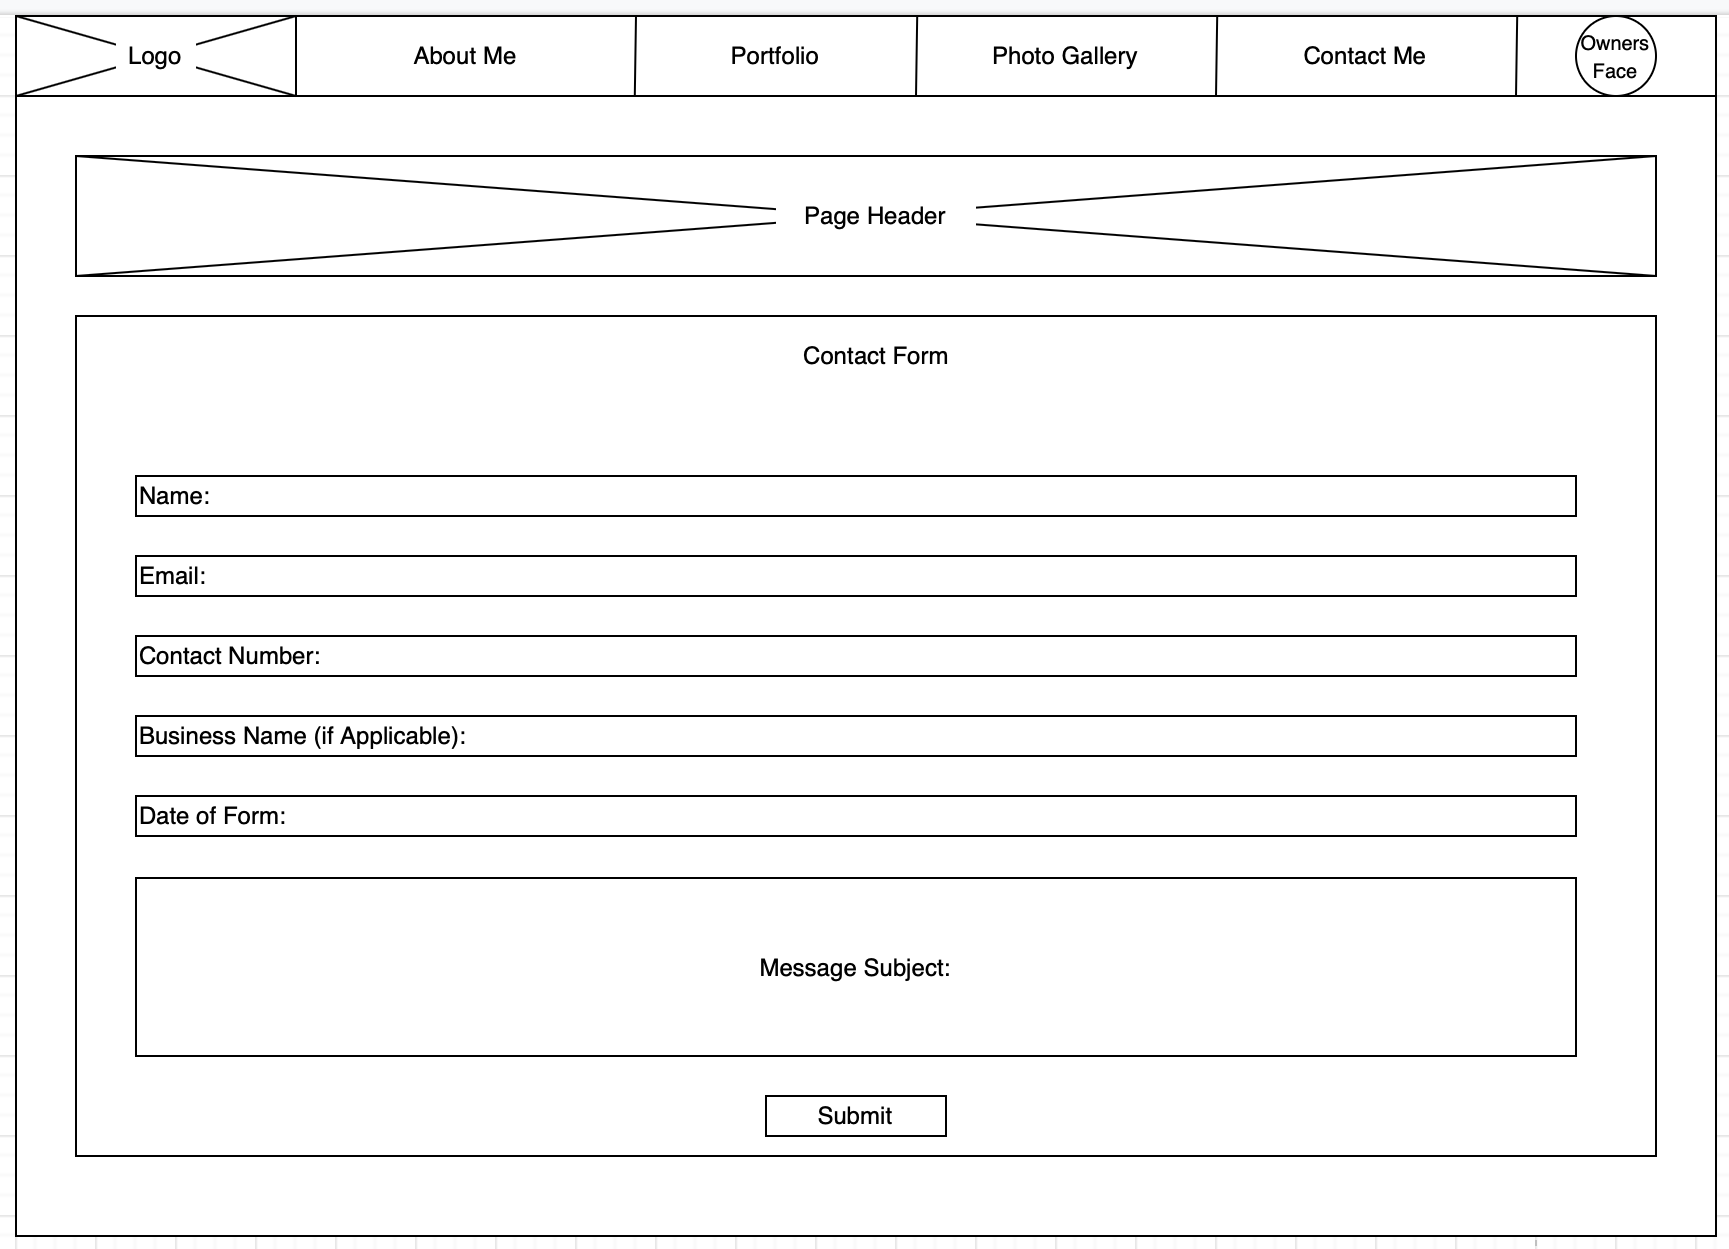 Logo
About Me
Portfolio
Photo Gallery
Contact Me
Owners
Face
Page Header
Contact Form
Name:
Email:
Contact Number:
Business Name (if Applicable):
Date of Form:
Message Subject:
Submit